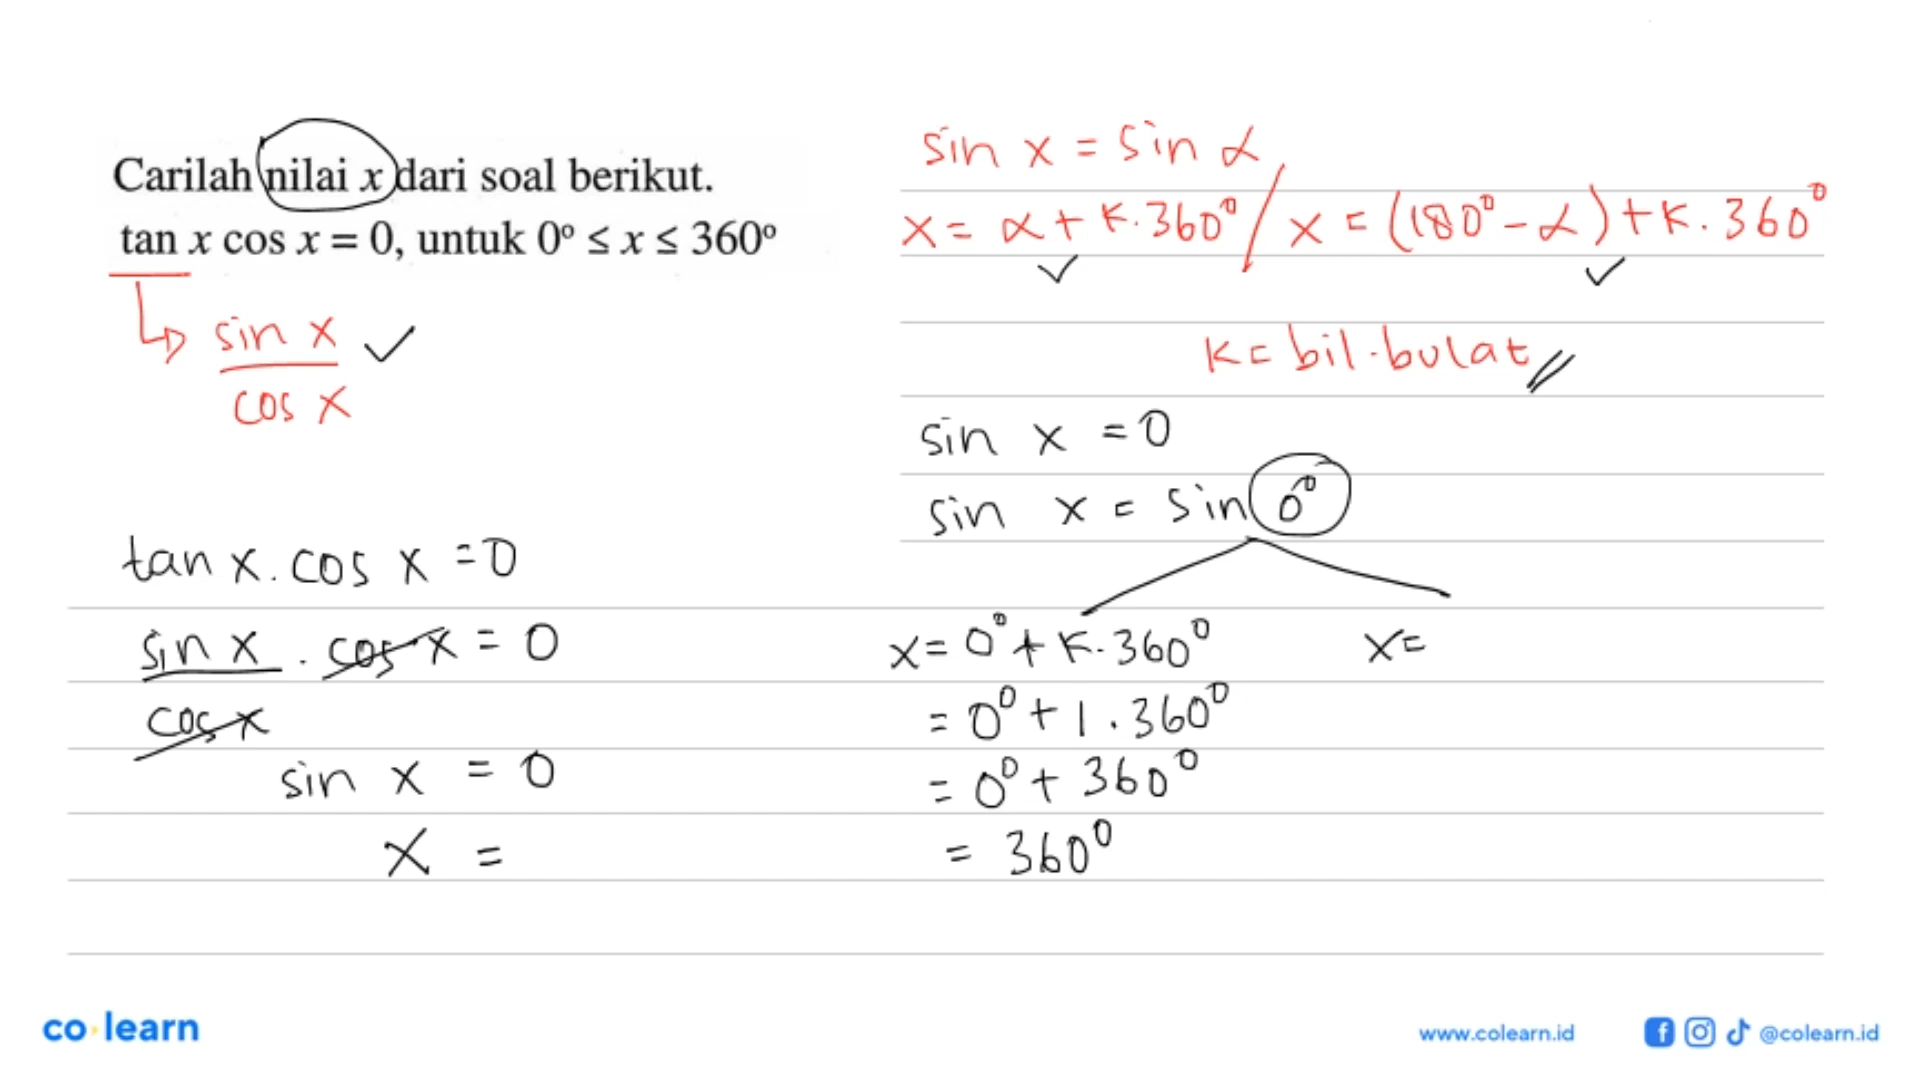 Carilah nilai x dari soal berikut.
tan x cos x = 0, untuk 0° ≤ x ≤ 360°
sin x ✓
cos x
tan x . cos x = 0
sin x . cos x = 0
cos x
sin x = 0
x =
sin x = sin α
x = α + k. 360° / x = (180° - α) + k. 360°
✓ ✓
k = bil. bulat //
sin x = 0
sin x = sin 0°
x = 0° + k. 360° x =
= 0° + 1 . 360°
= 0° + 360°
= 360°
co learn
www.colearn.id @colearn.id